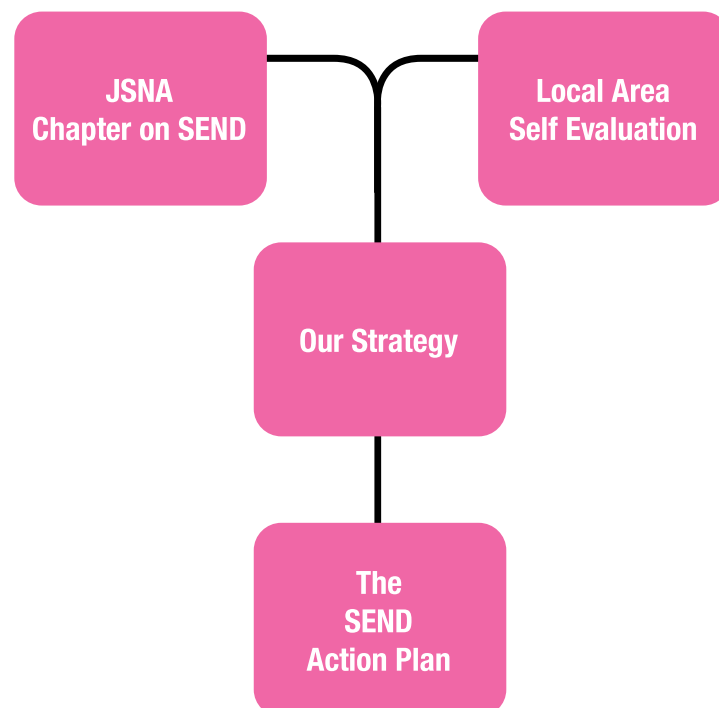 JSNA
Chapter on SEND
Local Area
Self Evaluation
Our Strategy
The
SEND
Action Plan